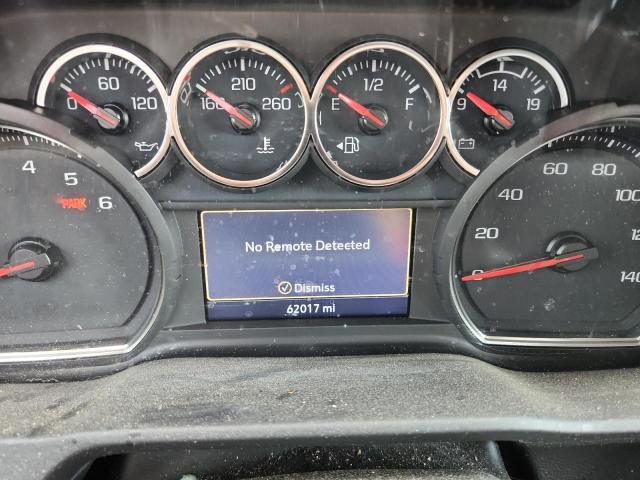 0 60 120
160 210 260
E 1/2 F
9 14 19
4 5 6
PARK
No Remote Detected
Dismiss
62017 mi
0 20 40 60 80 100 140